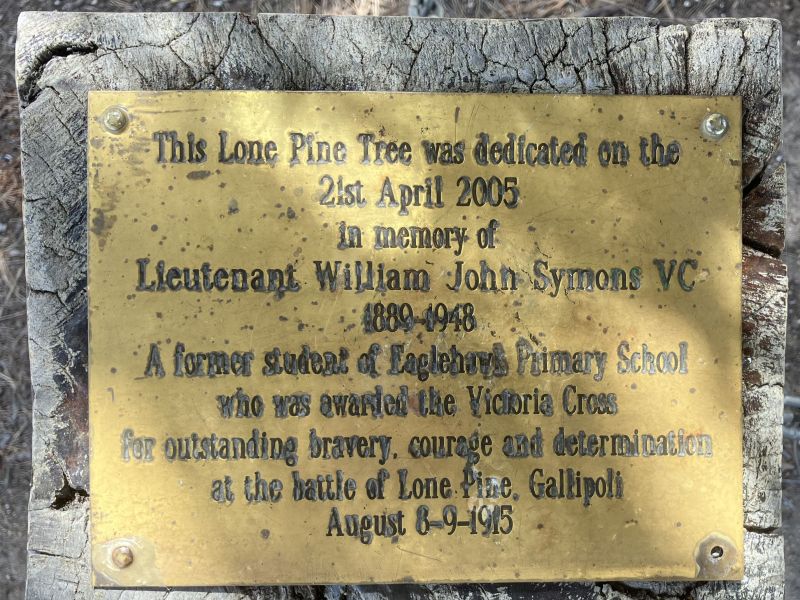 This Lone Pine Tree was dedicated on the
21st April 2005
in memory of
Lieutenant William John Symons VC
1889-1948
A former student of Eaglehawk Primary School
who was awarded the Victoria Cross
for outstanding bravery, courage and determination
at the battle of Lone Pine, Gallipoli
August 8-9-1915